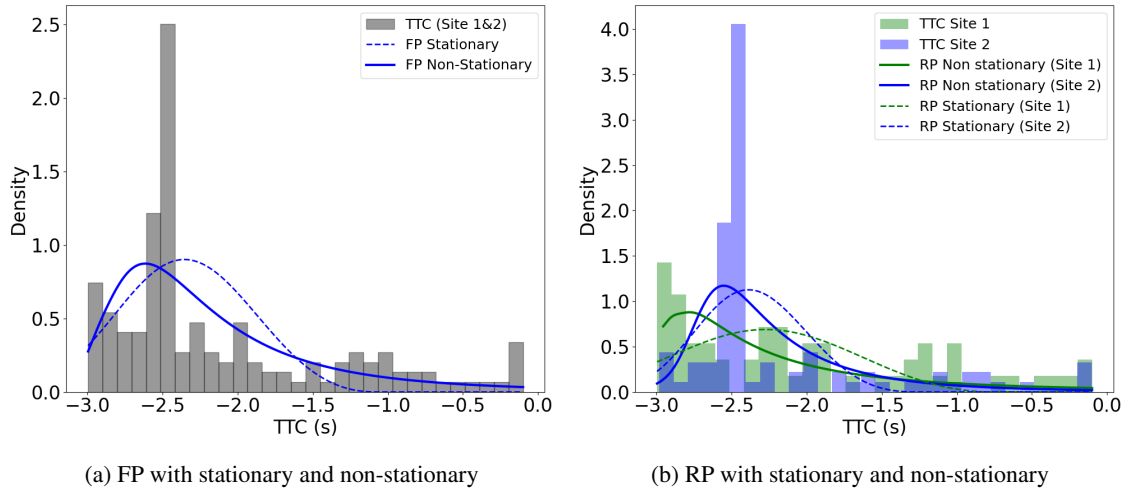 2.5
2.0
1.5
1.0
0.5
0.0
Density
−3.0 −2.5 −2.0 −1.5 −1.0 −0.5 0.0
TTC (s)
TTC (Site 1&2)
FP Stationary
FP Non-Stationary
(a) FP with stationary and non-stationary
4.0
3.5
3.0
2.5
2.0
1.5
1.0
0.5
0.0
Density
−3.0 −2.5 −2.0 −1.5 −1.0 −0.5 0.0
TTC (s)
TTC Site 1
TTC Site 2
RP Non stationary (Site 1)
RP Non stationary (Site 2)
RP Stationary (Site 1)
RP Stationary (Site 2)
(b) RP with stationary and non-stationary